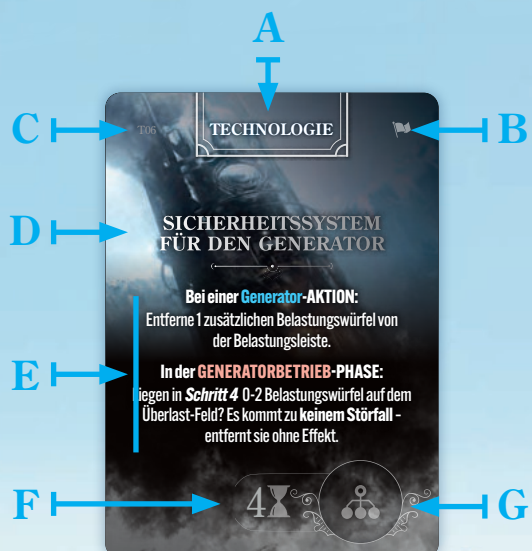 A
C
T06
TECHNOLOGIE
B
D
SICHERHEITSSYSTEM
FÜR DEN GENERATOR
Bei einer Generator-AKTION:
Entferne 1 zusätzlichen Belastungswürfel von
der Belastungsleiste.
E
In der GENERATORBETRIEB-PHASE:
Liegen in Schritt 4 0-2 Belastungswürfel auf dem
Überlast-Feld? Es kommt zu keinem Störfall –
entfernt sie ohne Effekt.
F
4
G